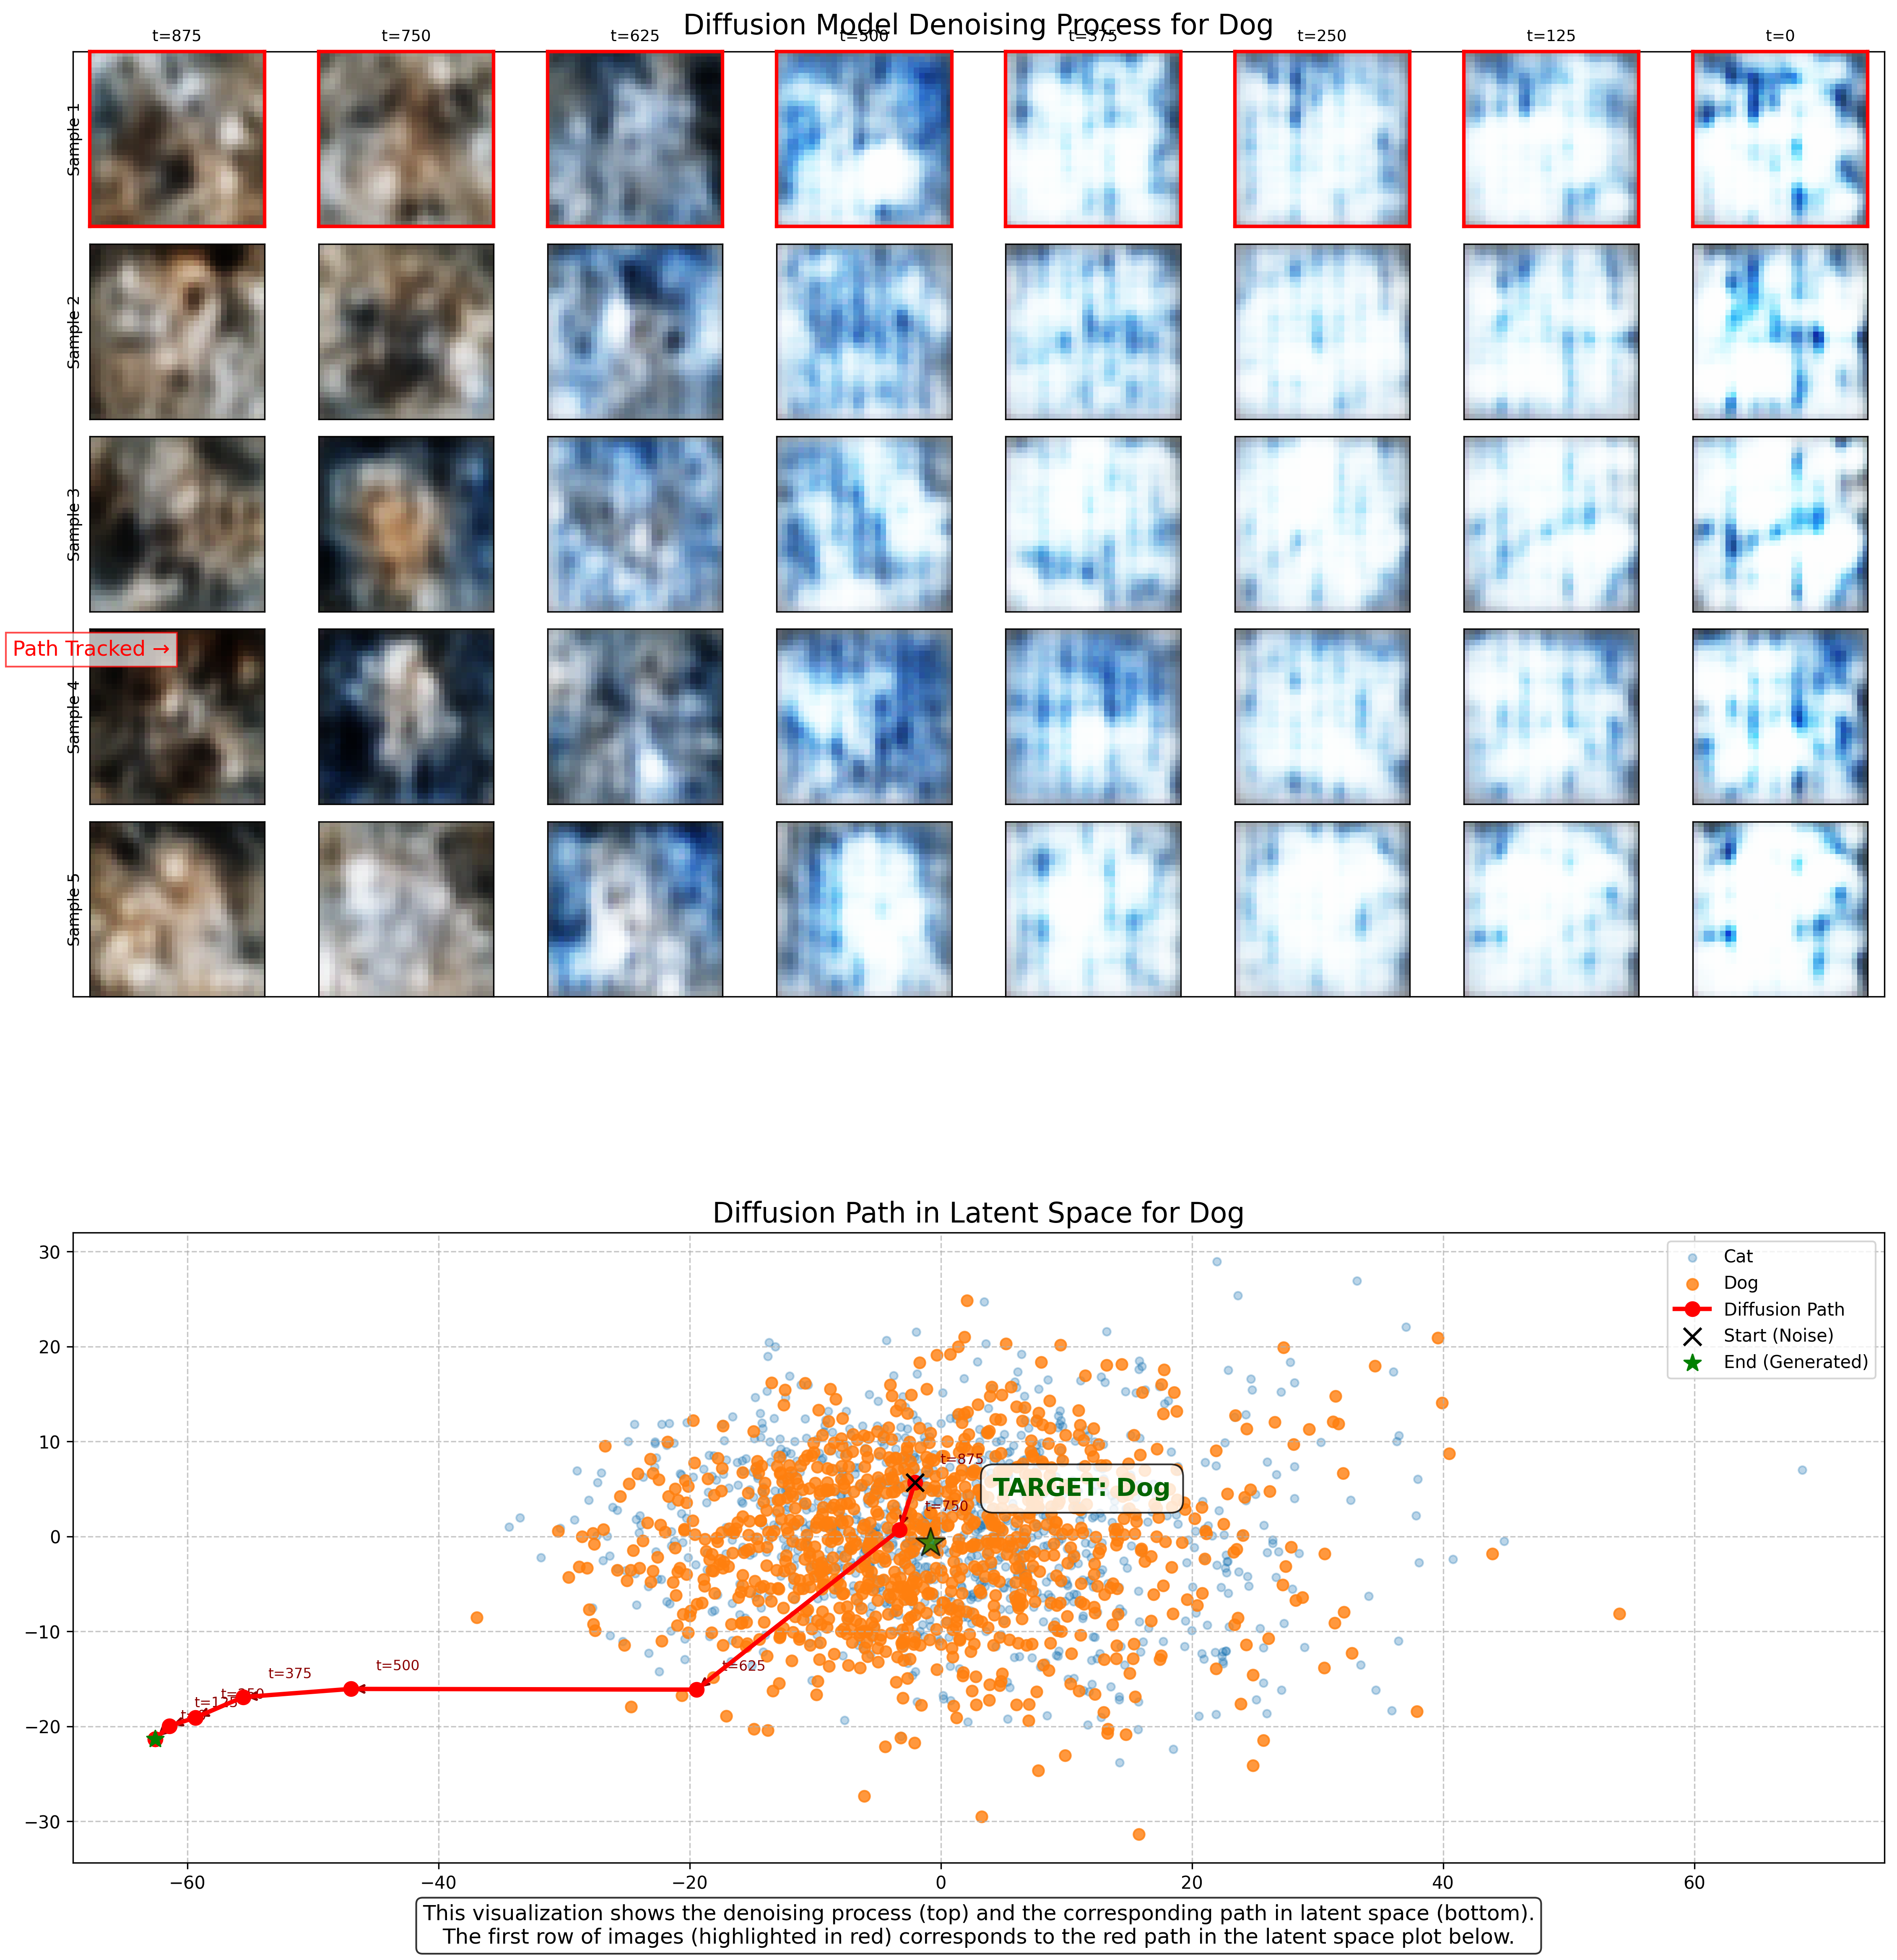 Diffusion Model Denoising Process for Dog
t=875
t=750
t=625
t=500
t=375
t=250
t=125
t=0
Sample 1
Sample 2
Sample 3
Path Tracked →
Sample 4
Sample 5
Diffusion Path in Latent Space for Dog
30
20
10
0
−10
−20
−30
Cat
Dog
Diffusion Path
Start (Noise)
End (Generated)
t=875
TARGET: Dog
t=750
t=625
t=500
t=375
t=250
t=125
−60
−40
−20
0
20
40
60
This visualization shows the denoising process (top) and the corresponding path in latent space (bottom).
The first row of images (highlighted in red) corresponds to the red path in the latent space plot below.